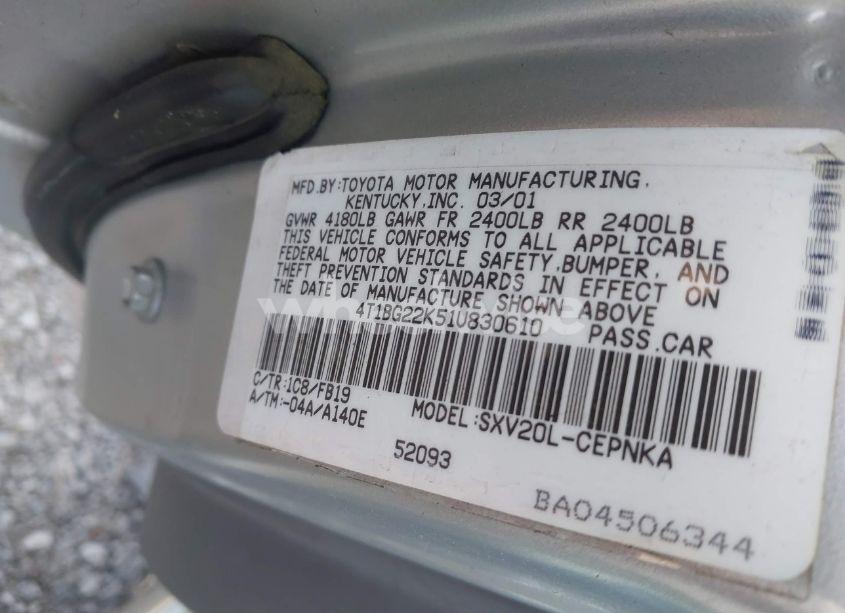 MFD.BY:TOYOTA MOTOR MANUFACTURING,
KENTUCKY,INC. 03/01
GVWR 4180LB GAWR FR 2400LB RR 2400LB
THIS VEHICLE CONFORMS TO ALL APPLICABLE
FEDERAL MOTOR VEHICLE SAFETY,BUMPER, AND
THEFT PREVENTION STANDARDS IN EFFECT ON
THE DATE OF MANUFACTURE SHOWN ABOVE
4T1BG22K51U830610 PASS.CAR
C/TR:1C8/FB19
A/TM:-04A/A140E
MODEL:SXV20L-CEPNKA
52093
BA04506344